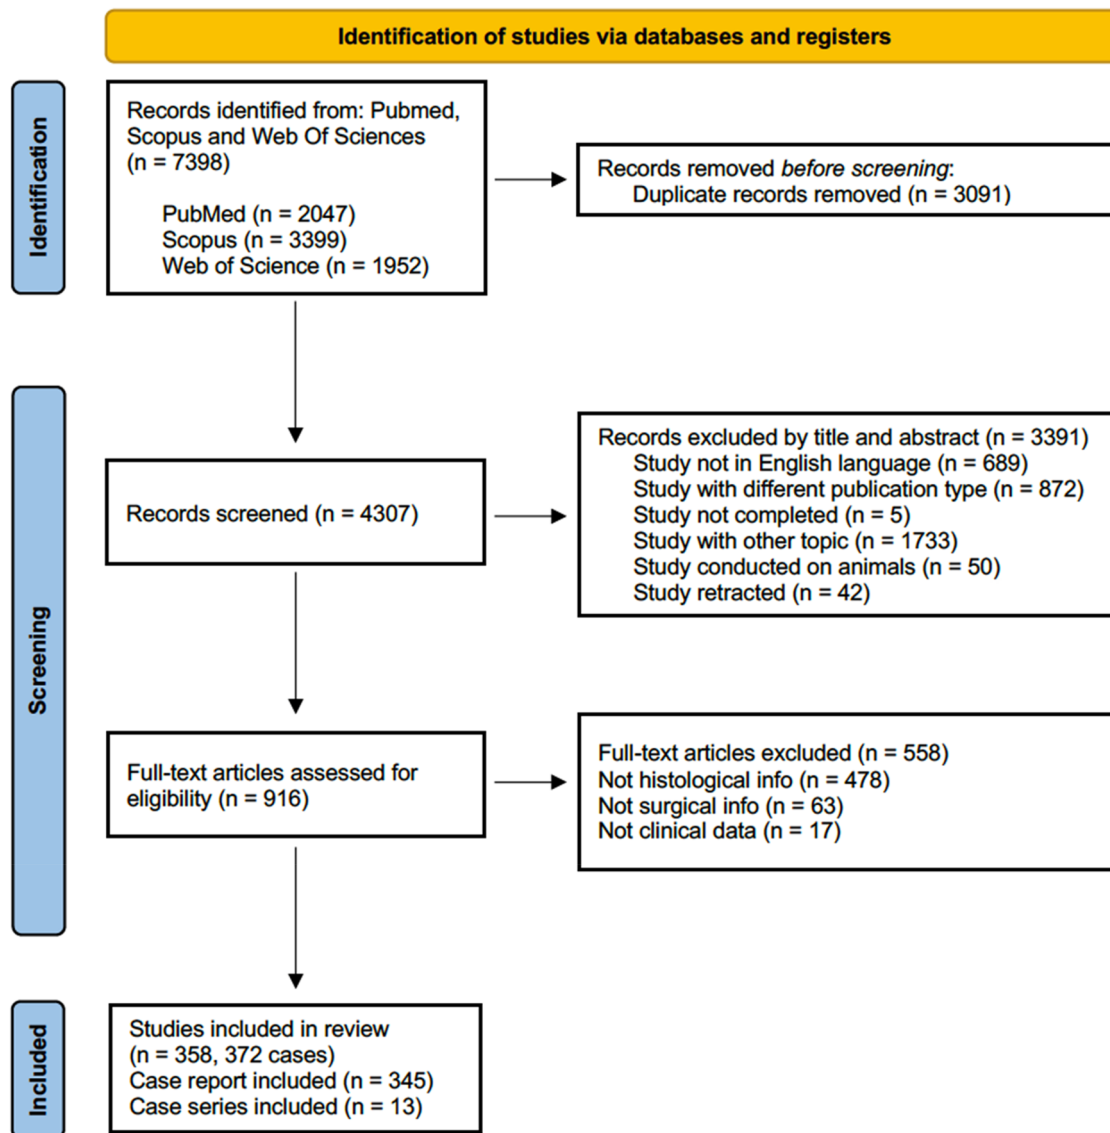 Identification of studies via databases and registers
Identification
Records identified from: Pubmed,
Scopus and Web Of Sciences
(n = 7398)
PubMed (n = 2047)
Scopus (n = 3399)
Web of Science (n = 1952)
Records removed before screening:
Duplicate records removed (n = 3091)
Screening
Records screened (n = 4307)
Records excluded by title and abstract (n = 3391)
Study not in English language (n = 689)
Study with different publication type (n = 872)
Study not completed (n = 5)
Study with other topic (n = 1733)
Study conducted on animals (n = 50)
Study retracted (n = 42)
Full-text articles assessed for
eligibility (n = 916)
Full-text articles excluded (n = 558)
Not histological info (n = 478)
Not surgical info (n = 63)
Not clinical data (n = 17)
Included
Studies included in review
(n = 358, 372 cases)
Case report included (n = 345)
Case series included (n = 13)